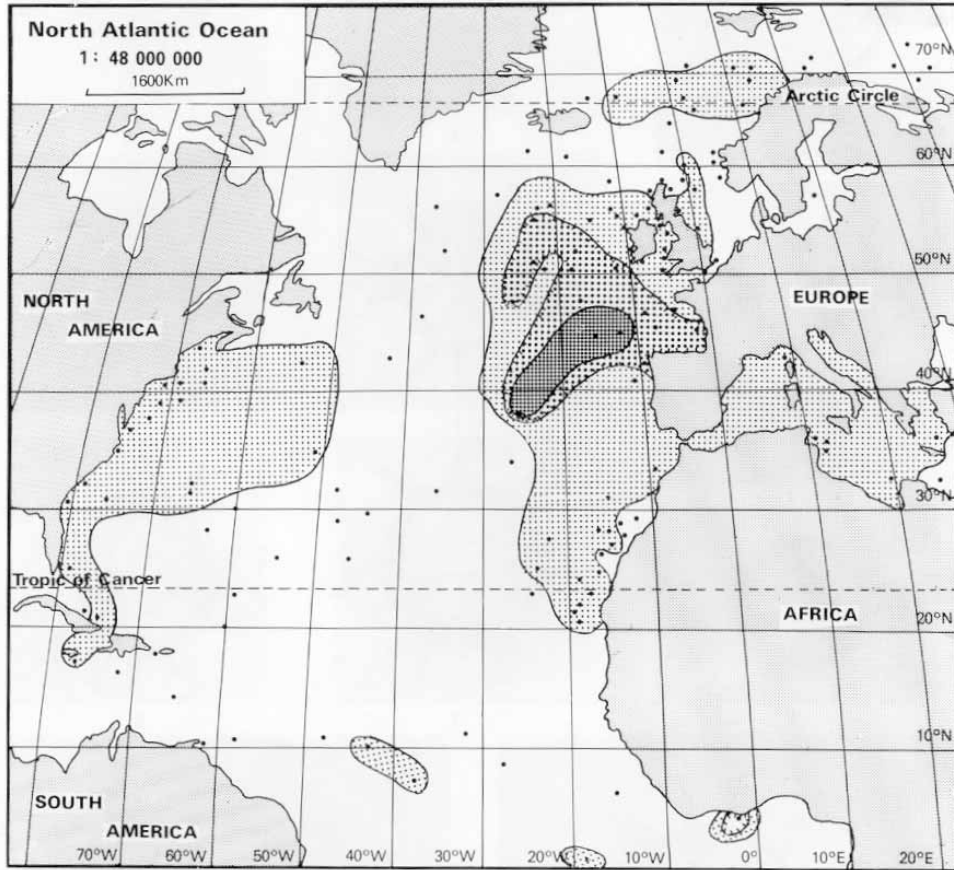 North Atlantic Ocean
1 : 48 000 000
1600Km
70°N
Arctic Circle
60°N
50°N
NORTH
AMERICA
EUROPE
40°N
30°N
Tropic of Cancer
AFRICA
20°N
10°N
SOUTH
AMERICA
70°W
60°W
50°W
40°W
30°W
20°W
10°W
0°
10°E
20°E